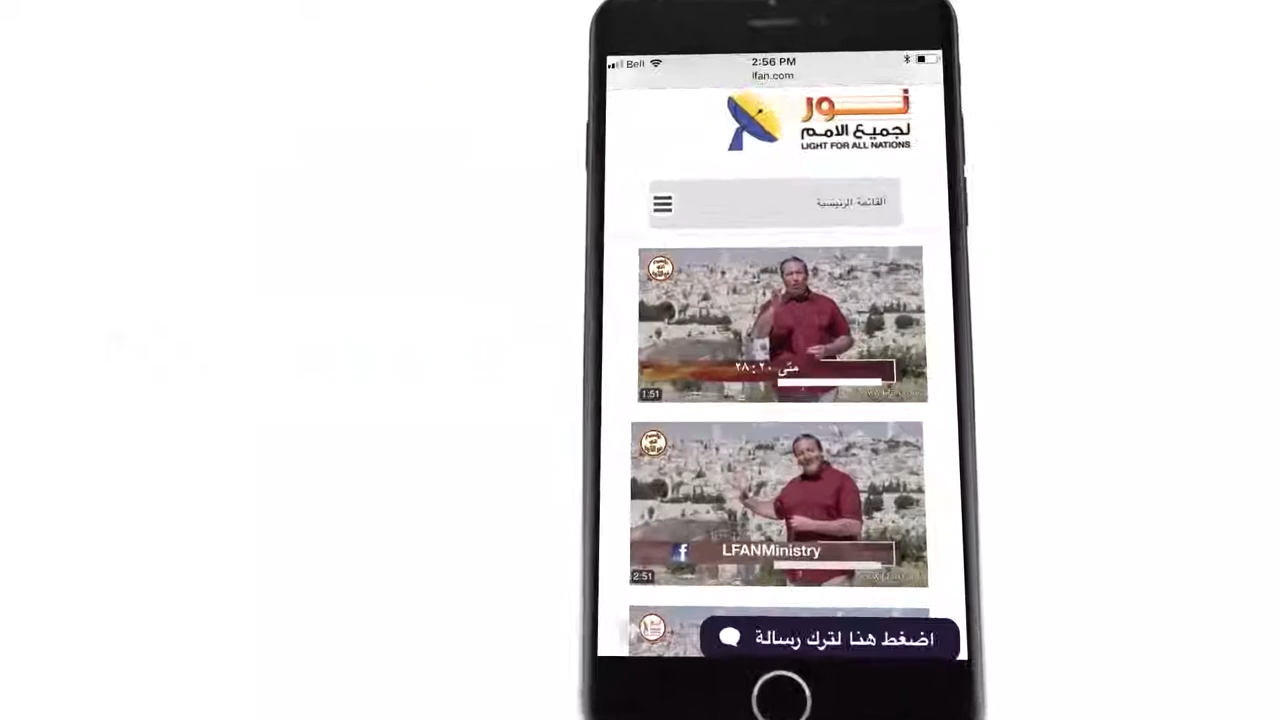 Bell
2:56 PM
lfan.com
نور
لجميع الامم
LIGHT FOR ALL NATIONS
القائمة الرئيسية
متى ٢٨:٢٠
1:51
LFANMinistry
2:51
اضغط هنا لترك رسالة